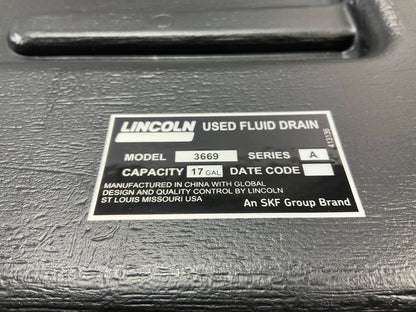 LINCOLN USED FLUID DRAIN
MODEL 3669 SERIES A
CAPACITY 17 GAL DATE CODE
MANUFACTURED IN CHINA WITH GLOBAL
DESIGN AND QUALITY CONTROL BY LINCOLN
ST LOUIS MISSOURI USA
An SKF Group Brand
413136